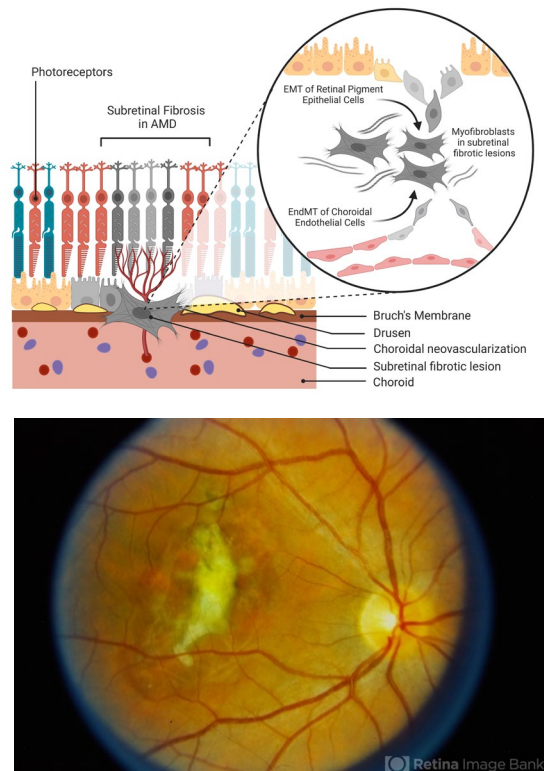 Photoreceptors
Subretinal Fibrosis
in AMD
EMT of Retinal Pigment
Epithelial Cells
Myofibroblasts
in subretinal
fibrotic lesions
EndMT of Choroidal
Endothelial Cells
Bruch's Membrane
Drusen
Choroidal neovascularization
Subretinal fibrotic lesion
Choroid
Retina Image Bank